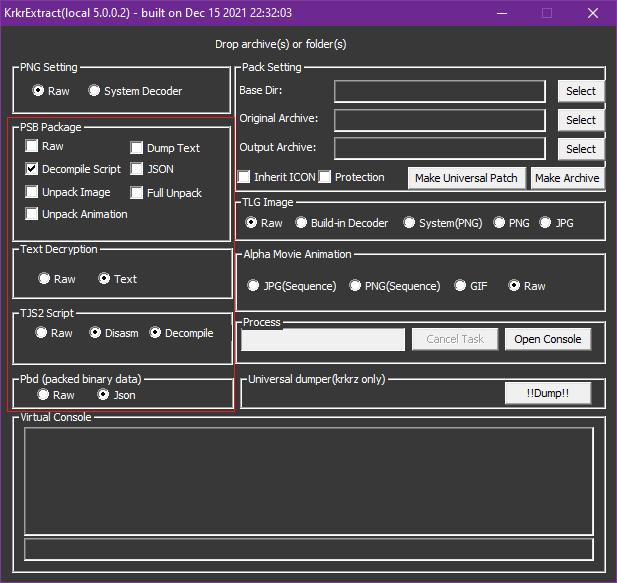 KrkrExtract(local 5.0.0.2) - built on Dec 15 2021 22:32:03
Drop archive(s) or folder(s)
PNG Setting
Raw
System Decoder
Pack Setting
Base Dir:
Select
Original Archive:
Select
Output Archive:
Select
Inherit ICON
Protection
Make Universal Patch
Make Archive
PSB Package
Raw
Dump Text
Decompile Script
JSON
Unpack Image
Full Unpack
Unpack Animation
TLG Image
Raw
Build-in Decoder
System(PNG)
PNG
JPG
Text Decryption
Raw
Text
Alpha Movie Animation
JPG(Sequence)
PNG(Sequence)
GIF
Raw
TJS2 Script
Raw
Disasm
Decompile
Process
Cancel Task
Open Console
Pbd (packed binary data)
Raw
Json
Universal dumper(krkrz only)
!!Dump!!
Virtual Console